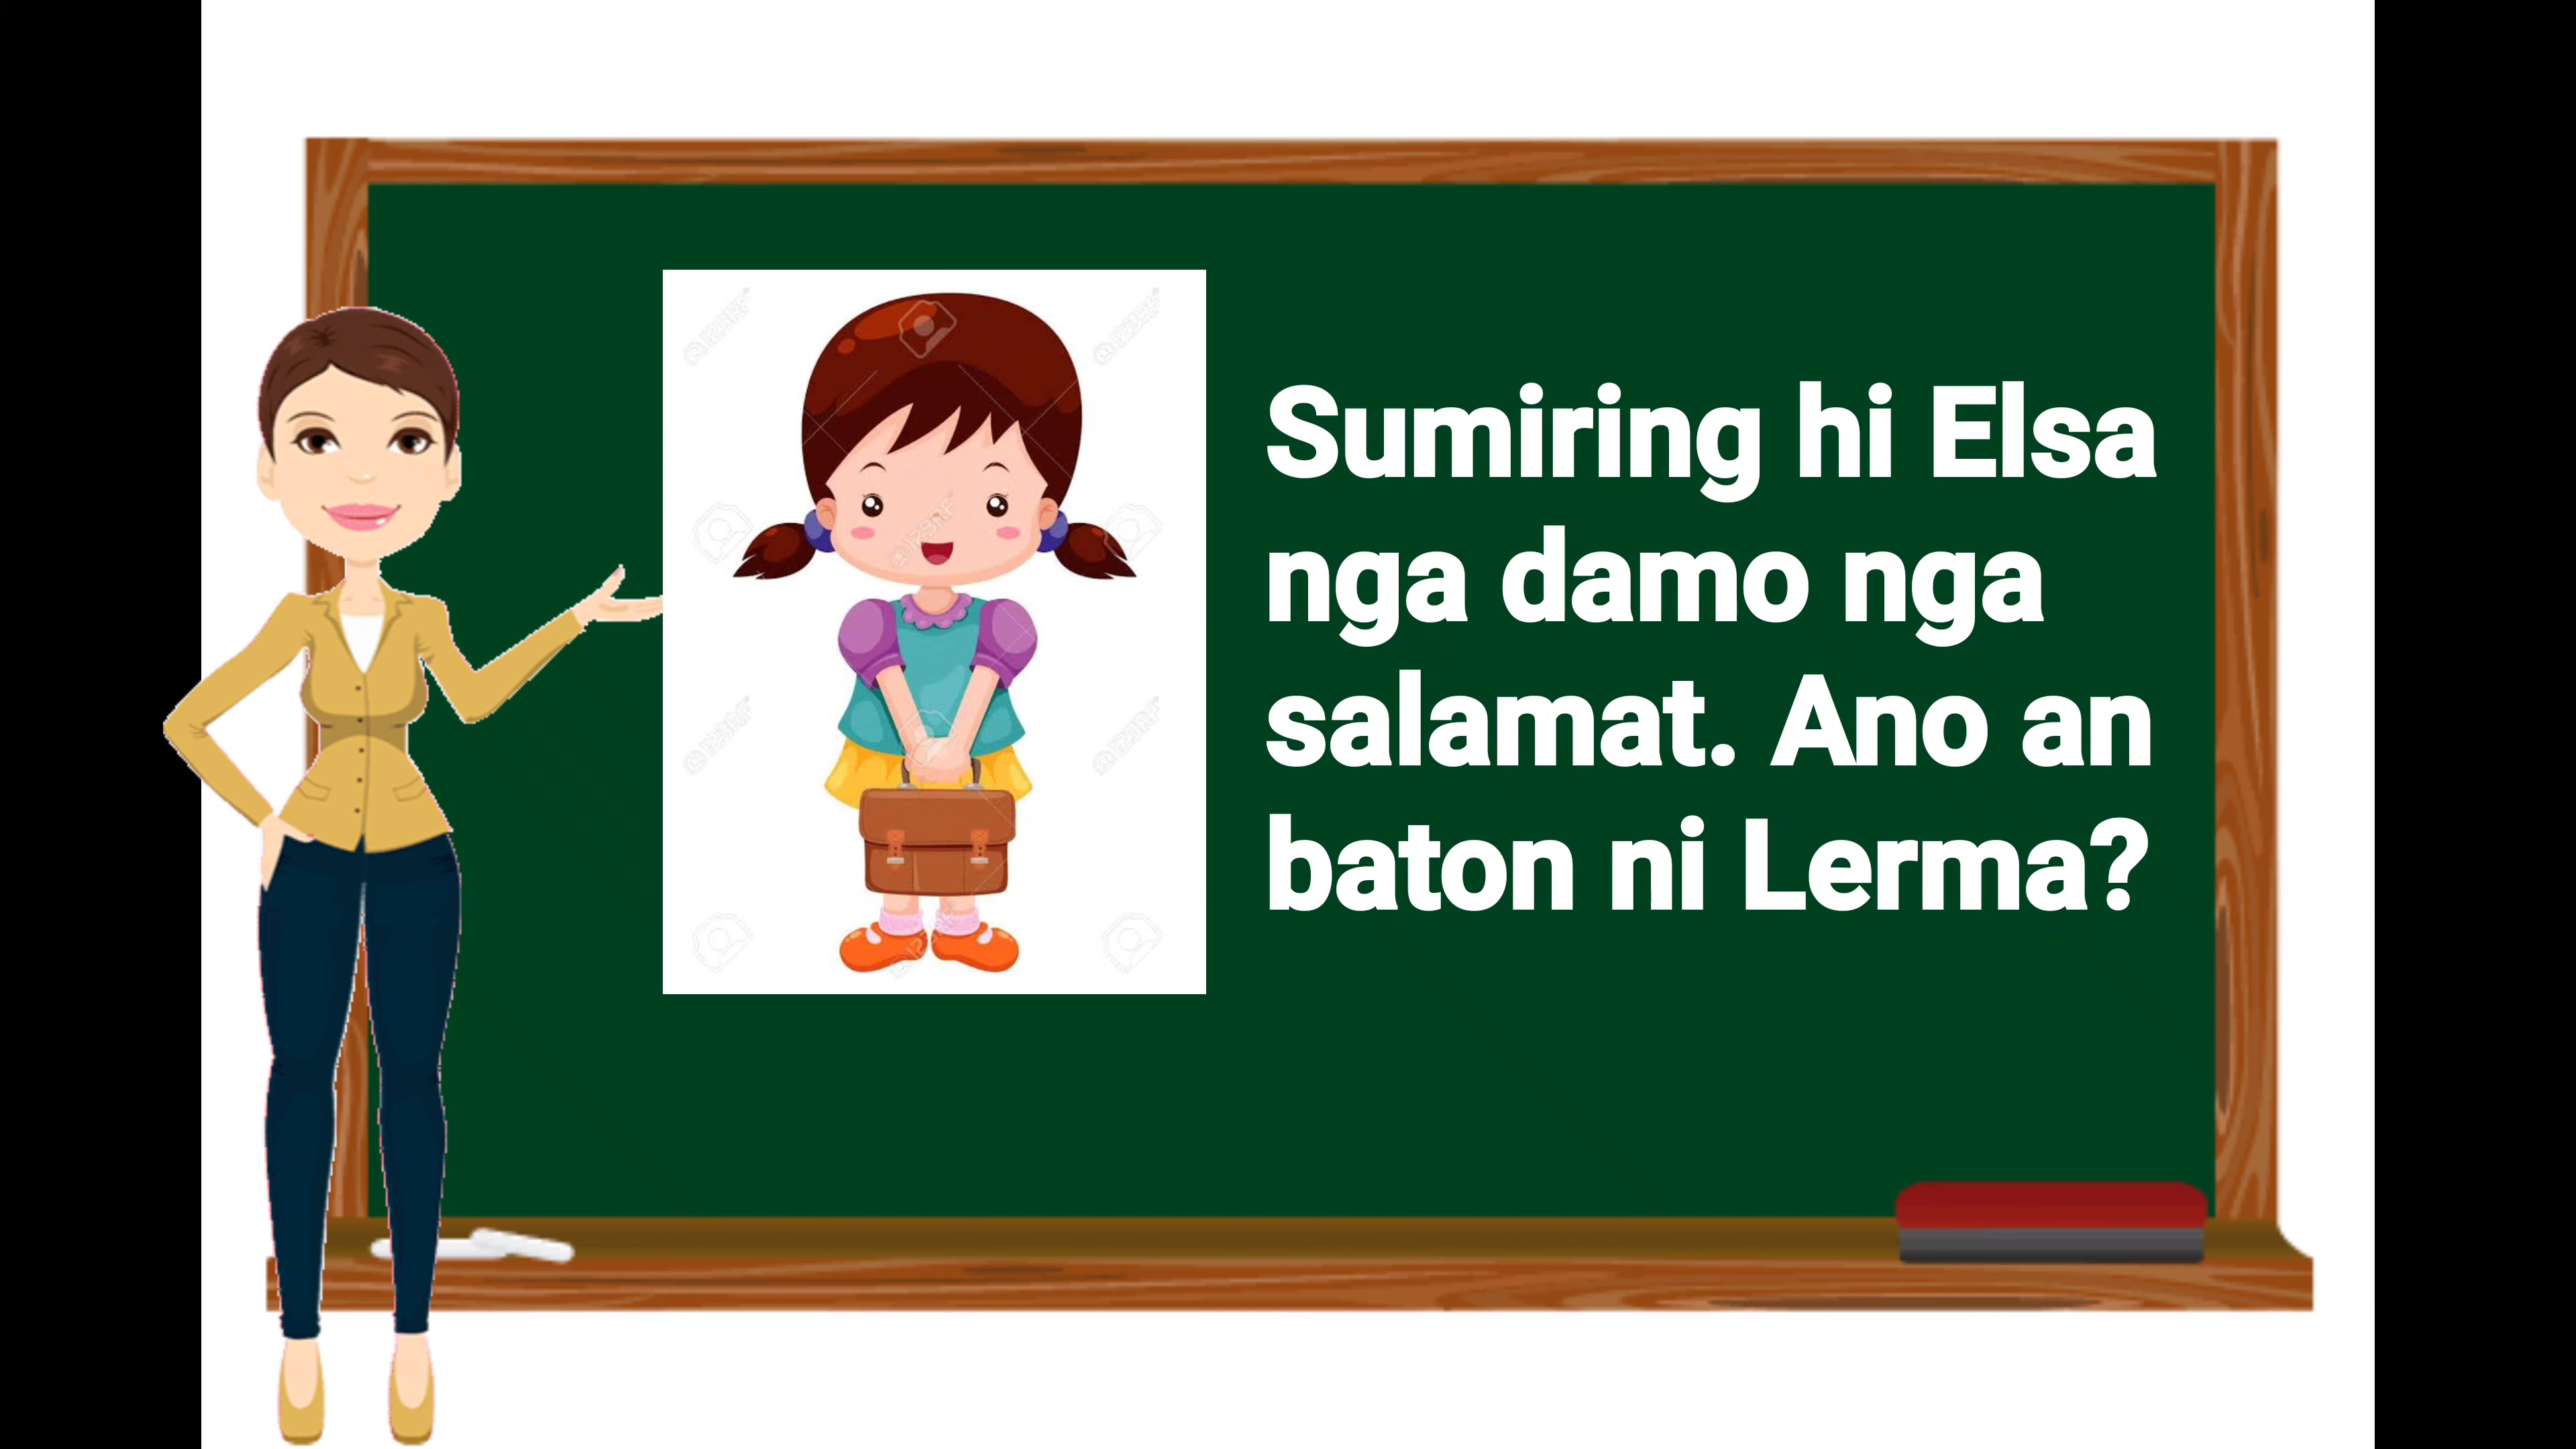 Sumiring hi Elsa
nga damo nga
salamat. Ano an
baton ni Lerma?